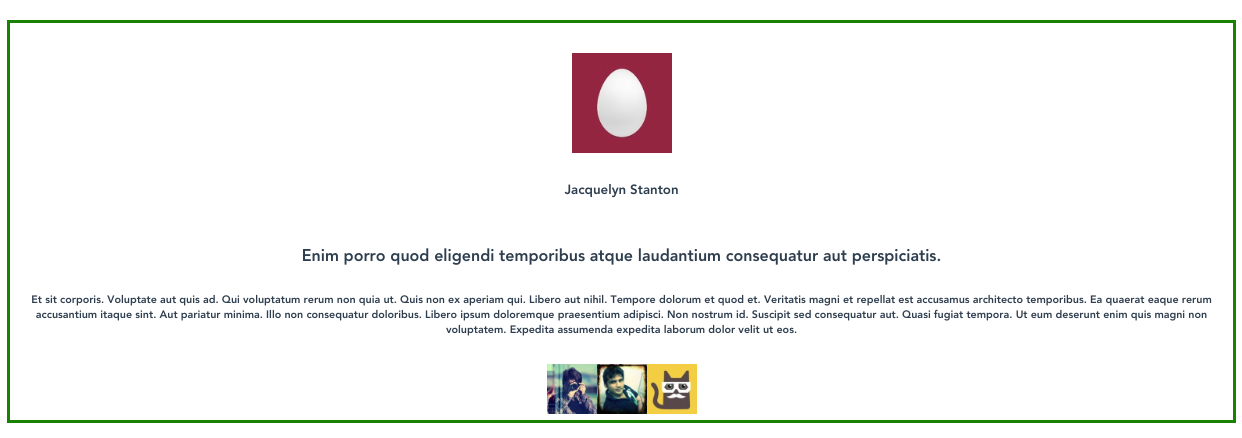 Jacquelyn Stanton
Enim porro quod eligendi temporibus atque laudantium consequatur aut perspiciatis.
Et sit corporis. Voluptate aut quis ad. Qui voluptatum rerum non quia ut. Quis non ex aperiam qui. Libero aut nihil. Tempore dolorum et quod et. Veritatis magni et repellat est accusamus architecto temporibus. Ea quaerat eaque rerum
accusantium itaque sint. Aut pariatur minima. Illo non consequatur doloribus. Libero ipsum doloremque praesentium adipisci. Non nostrum id. Suscipit sed consequatur aut. Quasi fugiat tempora. Ut eum deserunt enim quis magni non
voluptatem. Expedita assumenda expedita laborum dolor velit ut eos.